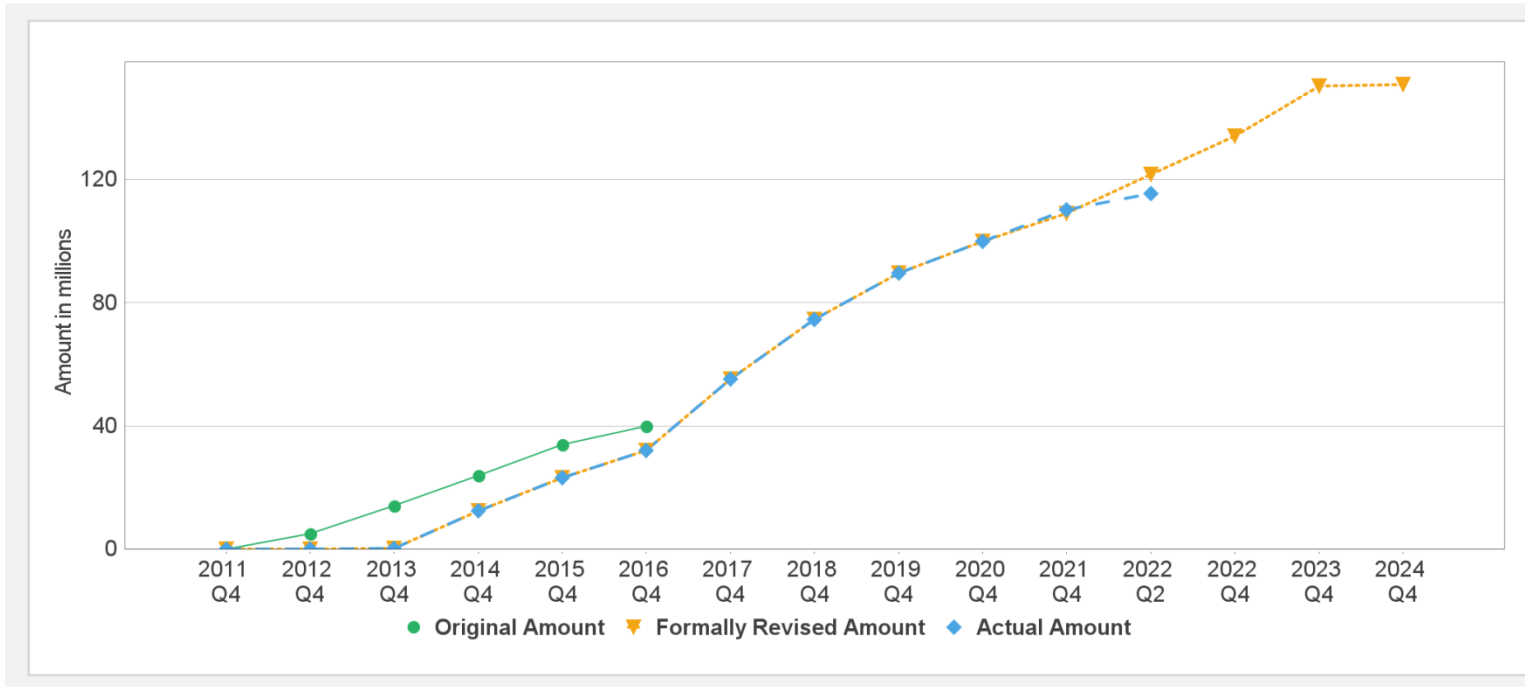 Amount in millions
120
80
40
0
2011 2012 2013 2014 2015 2016 2017 2018 2019 2020 2021 2022 2022 2023 2024
Q4 Q4 Q4 Q4 Q4 Q4 Q4 Q4 Q4 Q4 Q4 Q2 Q4 Q4 Q4
Original Amount Formally Revised Amount Actual Amount